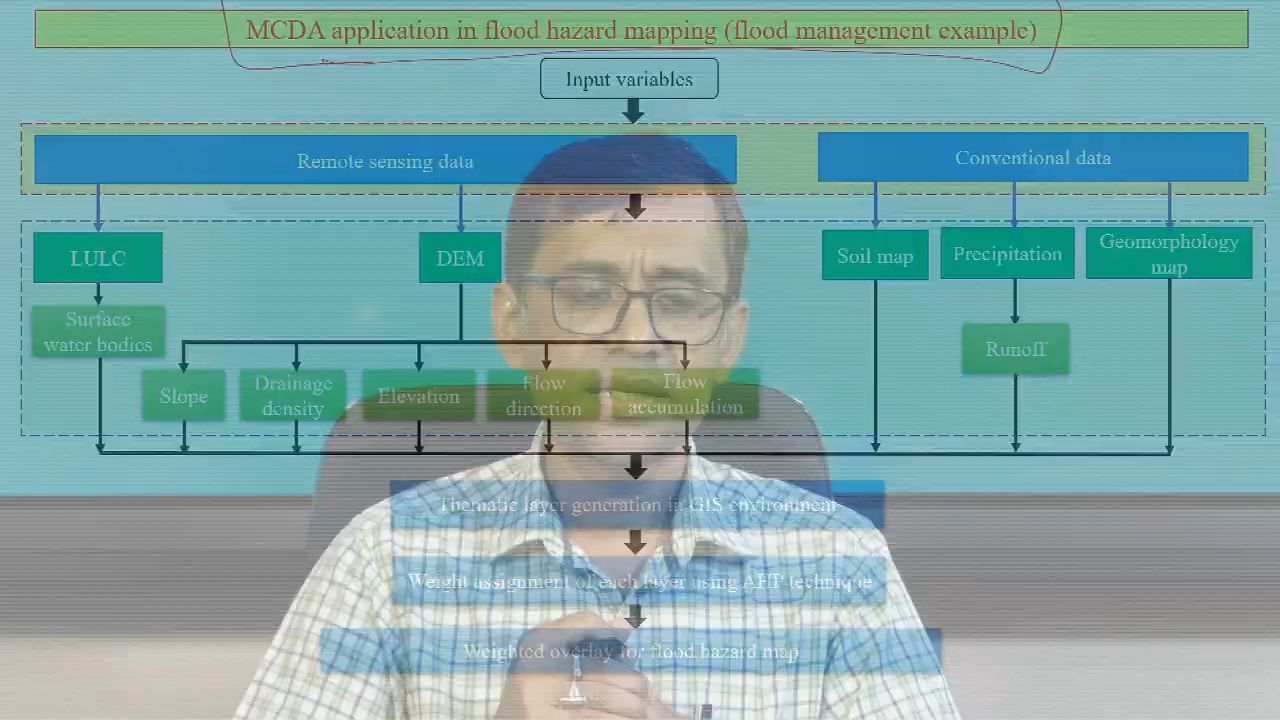 MCDA application in flood hazard mapping (flood management example)
Input variables
Remote sensing data
Conventional data
LULC
DEM
Soil map
Precipitation
Geomorphology
map
Surface
water bodies
Runoff
Slope
Drainage
density
Elevation
Flow
direction
Flow
accumulation
Thematic layer generation in GIS environment
Weight assignment of each layer using AHP technique
Weighted overlay for flood hazard map